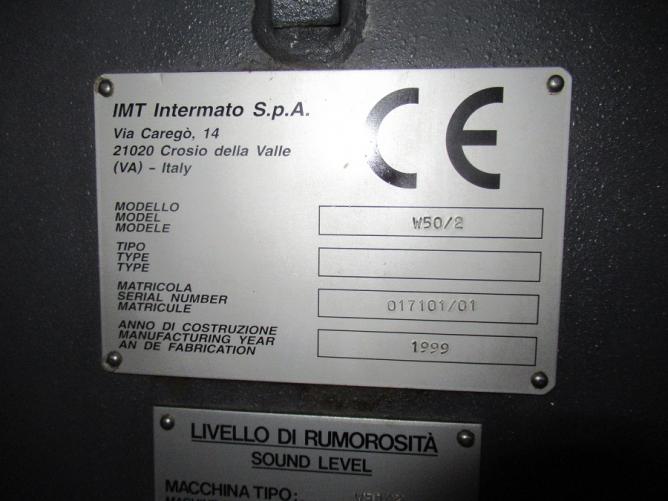 IMT Intermato S.p.A.
Via Caregò, 14
21020 Crosio della Valle
(VA) - Italy
CE
MODELLO
MODEL
MODELE
W50/2
TIPO
TYPE
TYPE
MATRICOLA
SERIAL NUMBER
MATRICULE
017101/01
ANNO DI COSTRUZIONE
MANUFACTURING YEAR
AN DE FABRICATION
1999
LIVELLO DI RUMOROSITÀ
SOUND LEVEL
MACCHINA TIPO:
W50/2